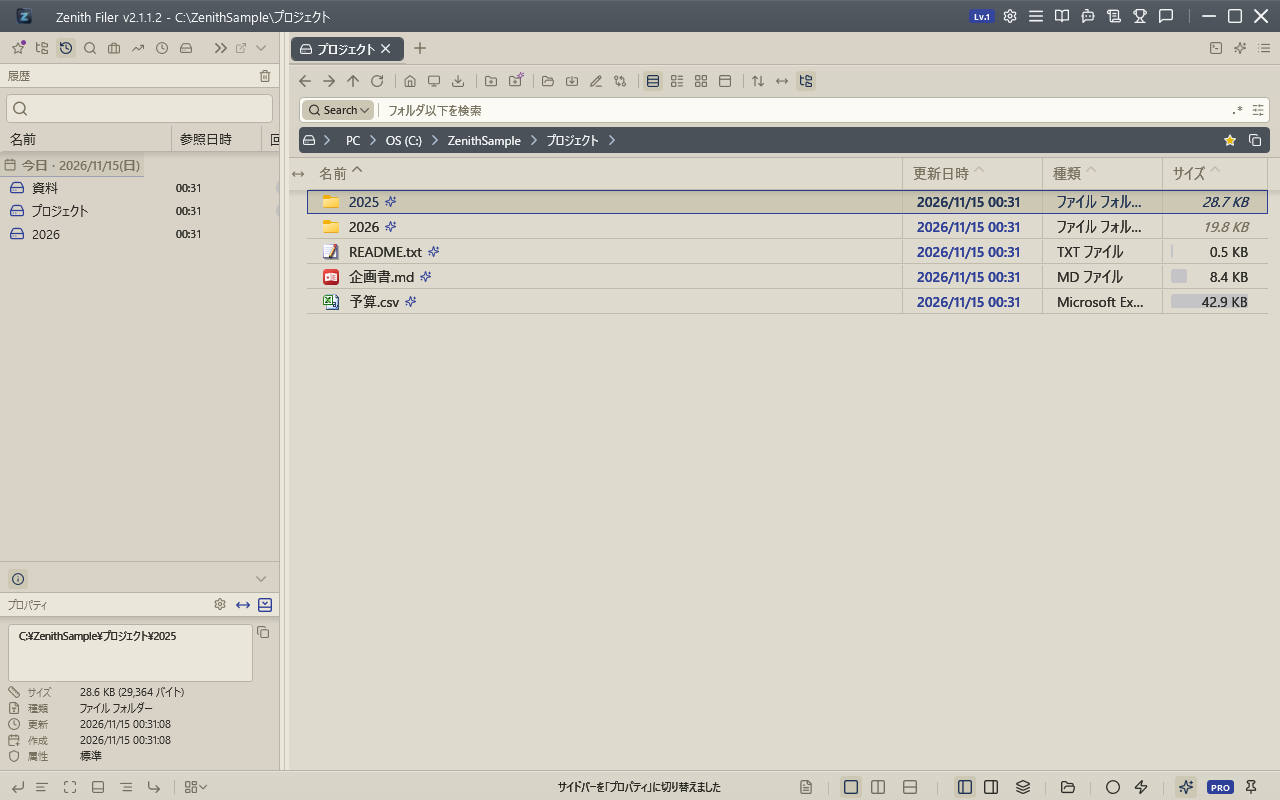 Zenith Filer v2.1.1.2 - C:\ZenithSample\プロジェクト
Lv.1
履歴
名前 参照日時
今日 · 2026/11/15(日)
資料 00:31
プロジェクト 00:31
2026 00:31
プロパティ
C:¥ZenithSample¥プロジェクト¥2025
サイズ 28.6 KB (29,364 バイト)
種類 ファイル フォルダー
更新 2026/11/15 00:31:08
作成 2026/11/15 00:31:08
属性 標準
プロジェクト
Search フォルダ以下を検索 .*
PC OS (C:) ZenithSample プロジェクト
名前 更新日時 種類 サイズ
2025 2026/11/15 00:31 ファイル フォル... 28.7 KB
2026 2026/11/15 00:31 ファイル フォル... 19.8 KB
README.txt 2026/11/15 00:31 TXT ファイル 0.5 KB
企画書.md 2026/11/15 00:31 MD ファイル 8.4 KB
予算.csv 2026/11/15 00:31 Microsoft Ex... 42.9 KB
サイドバーを「プロパティ」に切り替えました
PRO